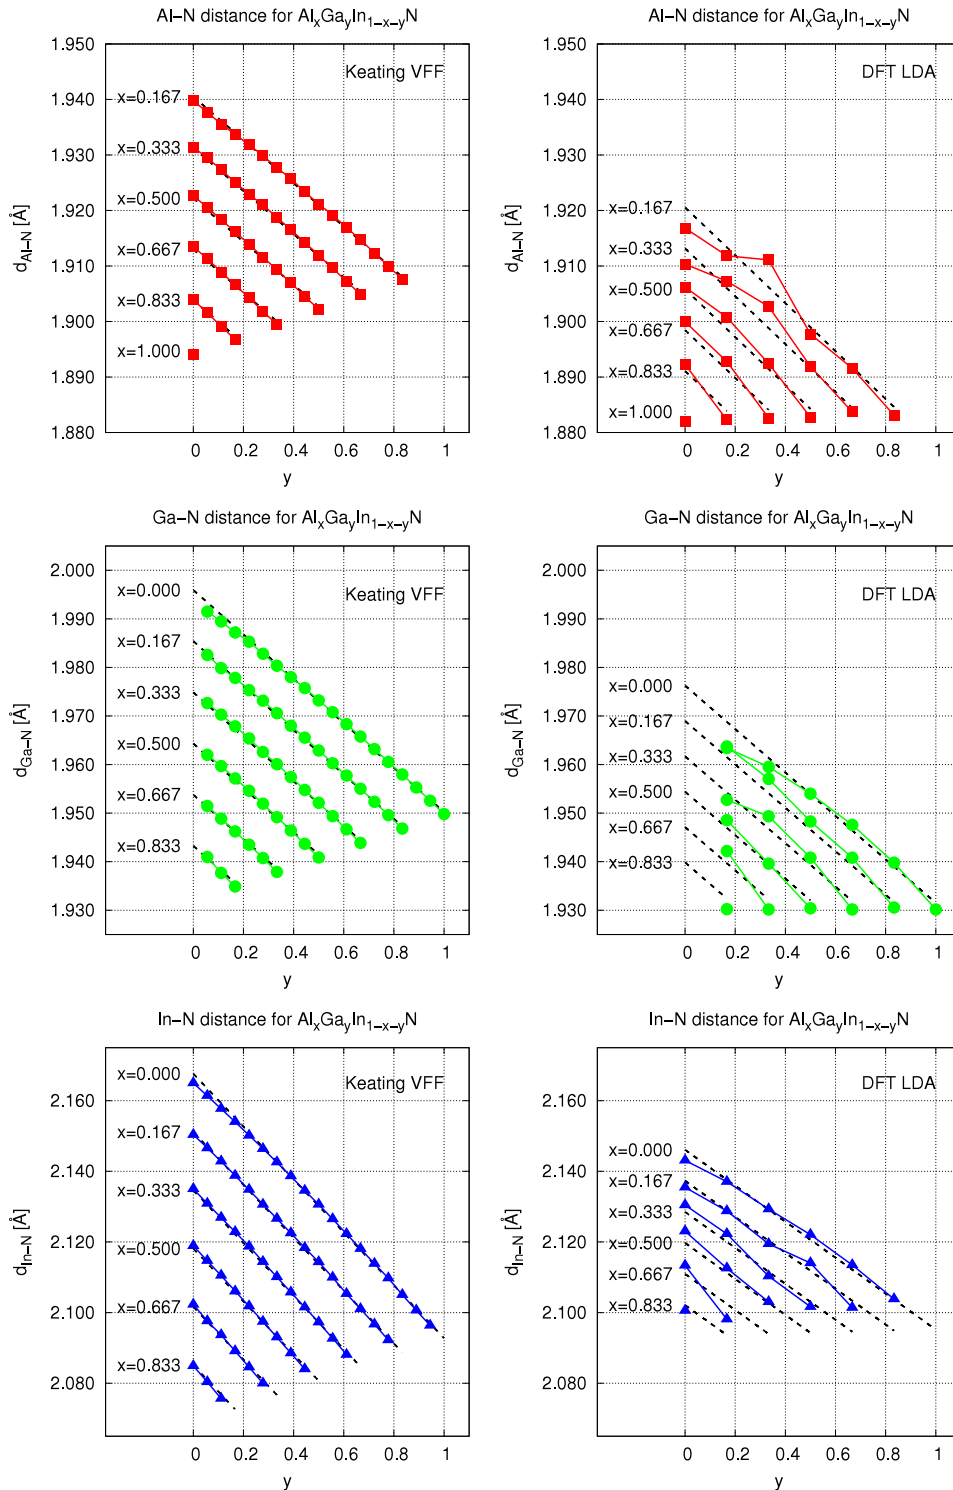 Al−N distance for AlxGayIn1−x−yN
Keating VFF
1.950
1.940
1.930
1.920
1.910
1.900
1.890
1.880
dAl−N [Å]
x=0.167
x=0.333
x=0.500
x=0.667
x=0.833
x=1.000
0 0.2 0.4 0.6 0.8 1
y
Al−N distance for AlxGayIn1−x−yN
DFT LDA
1.950
1.940
1.930
1.920
1.910
1.900
1.890
1.880
dAl−N [Å]
x=0.167
x=0.333
x=0.500
x=0.667
x=0.833
x=1.000
0 0.2 0.4 0.6 0.8 1
y
Ga−N distance for AlxGayIn1−x−yN
Keating VFF
2.000
1.990
1.980
1.970
1.960
1.950
1.940
1.930
dGa−N [Å]
x=0.000
x=0.167
x=0.333
x=0.500
x=0.667
x=0.833
0 0.2 0.4 0.6 0.8 1
y
Ga−N distance for AlxGayIn1−x−yN
DFT LDA
2.000
1.990
1.980
1.970
1.960
1.950
1.940
1.930
dGa−N [Å]
x=0.000
x=0.167
x=0.333
x=0.500
x=0.667
x=0.833
0 0.2 0.4 0.6 0.8 1
y
In−N distance for AlxGayIn1−x−yN
Keating VFF
2.160
2.140
2.120
2.100
2.080
dIn−N [Å]
x=0.000
x=0.167
x=0.333
x=0.500
x=0.667
x=0.833
0 0.2 0.4 0.6 0.8 1
y
In−N distance for AlxGayIn1−x−yN
DFT LDA
2.160
2.140
2.120
2.100
2.080
dIn−N [Å]
x=0.000
x=0.167
x=0.333
x=0.500
x=0.667
x=0.833
0 0.2 0.4 0.6 0.8 1
y